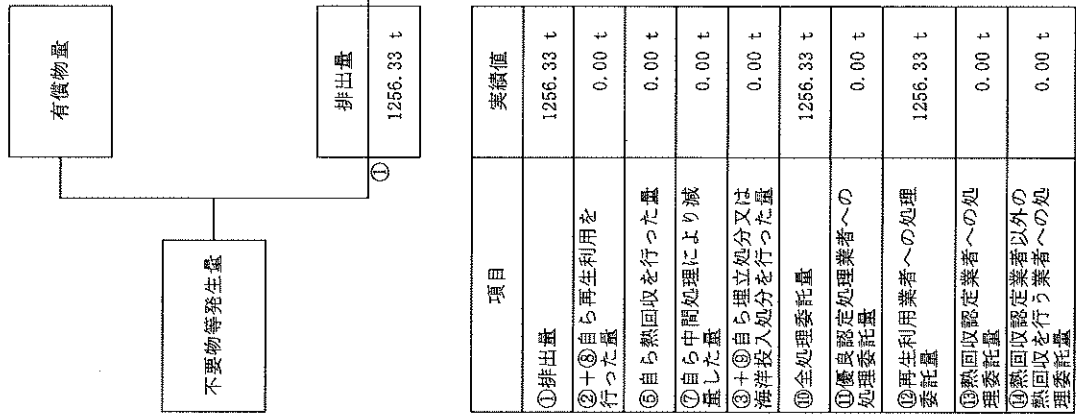 有償物量
不要物等発生量
排出量
1256.33 t
①
項目 実績値
①排出量 1256.33 t
②+⑧自ら再生利用を
行った量 0.00 t
⑤自ら熱回収を行った量 0.00 t
⑦自ら中間処理により減
量した量 0.00 t
③+⑨自ら埋立処分又は
海洋投入処分を行った量 0.00 t
⑩全処理委託量 1256.33 t
⑪優良認定処理業者への
処理委託量 0.00 t
⑫再生利用業者への処理
委託量 1256.33 t
⑬熱回収認定業者への処
理委託量 0.00 t
⑭熱回収認定業者以外の
熱回収を行う業者への処
理委託量 0.00 t